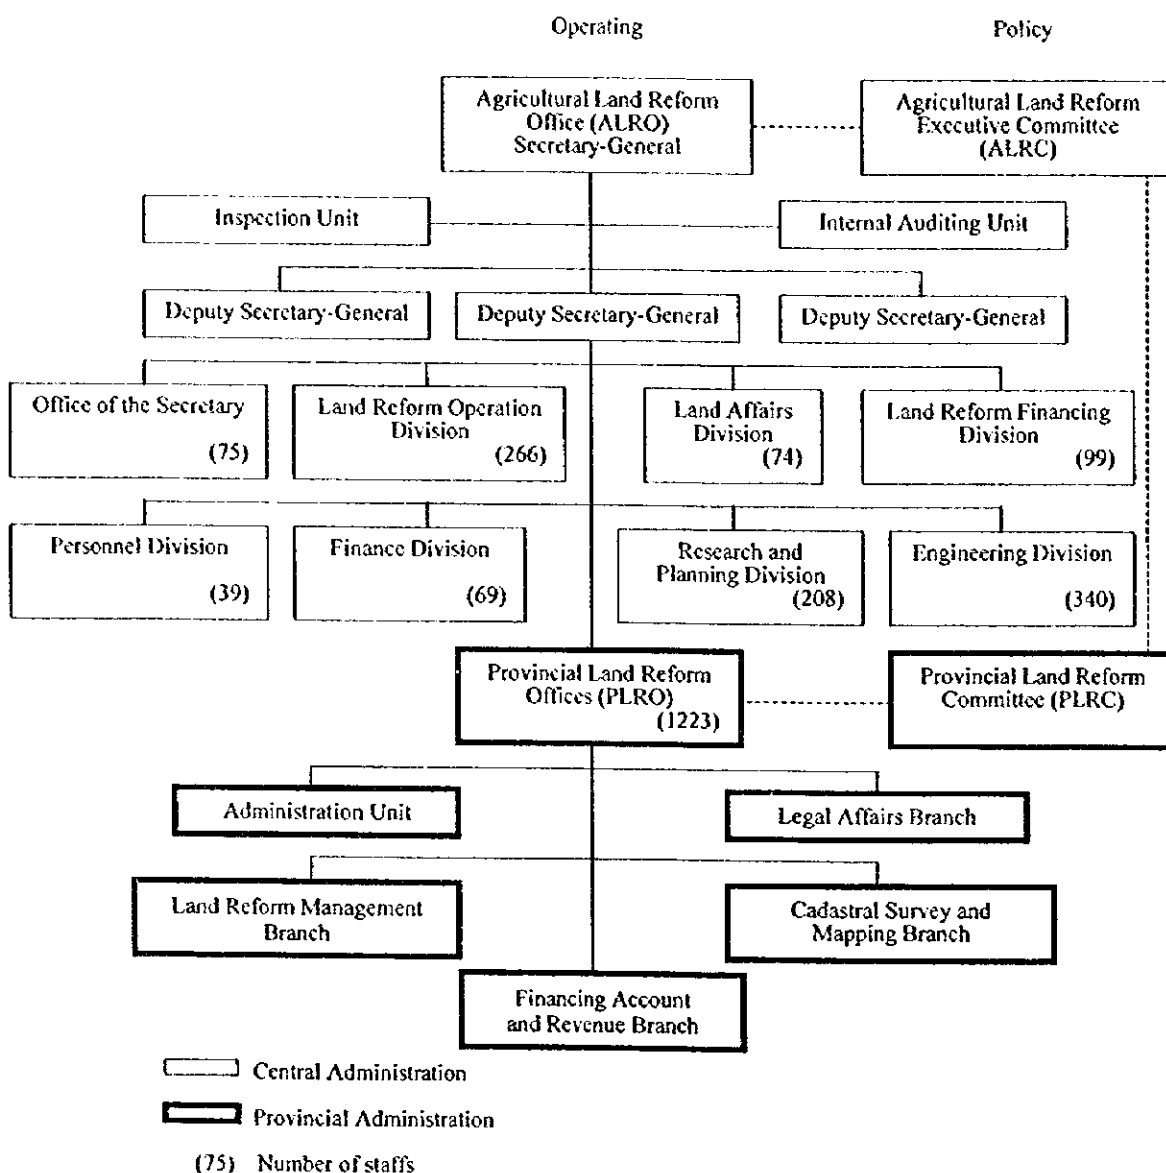 Operating
Policy
Agricultural Land Reform
Office (ALRO)
Secretary-General
Agricultural Land Reform
Executive Committee
(ALRC)
Inspection Unit
Internal Auditing Unit
Deputy Secretary-General
Deputy Secretary-General
Deputy Secretary-General
Office of the Secretary
(75)
Land Reform Operation
Division
(266)
Land Affairs
Division
(74)
Land Reform Financing
Division
(99)
Personnel Division
(39)
Finance Division
(69)
Research and
Planning Division
(208)
Engineering Division
(340)
Provincial Land Reform
Offices (PLRO)
(1223)
Provincial Land Reform
Committee (PLRC)
Administration Unit
Legal Affairs Branch
Land Reform Management
Branch
Cadastral Survey and
Mapping Branch
Financing Account
and Revenue Branch
Central Administration
Provincial Administration
(75) Number of staffs